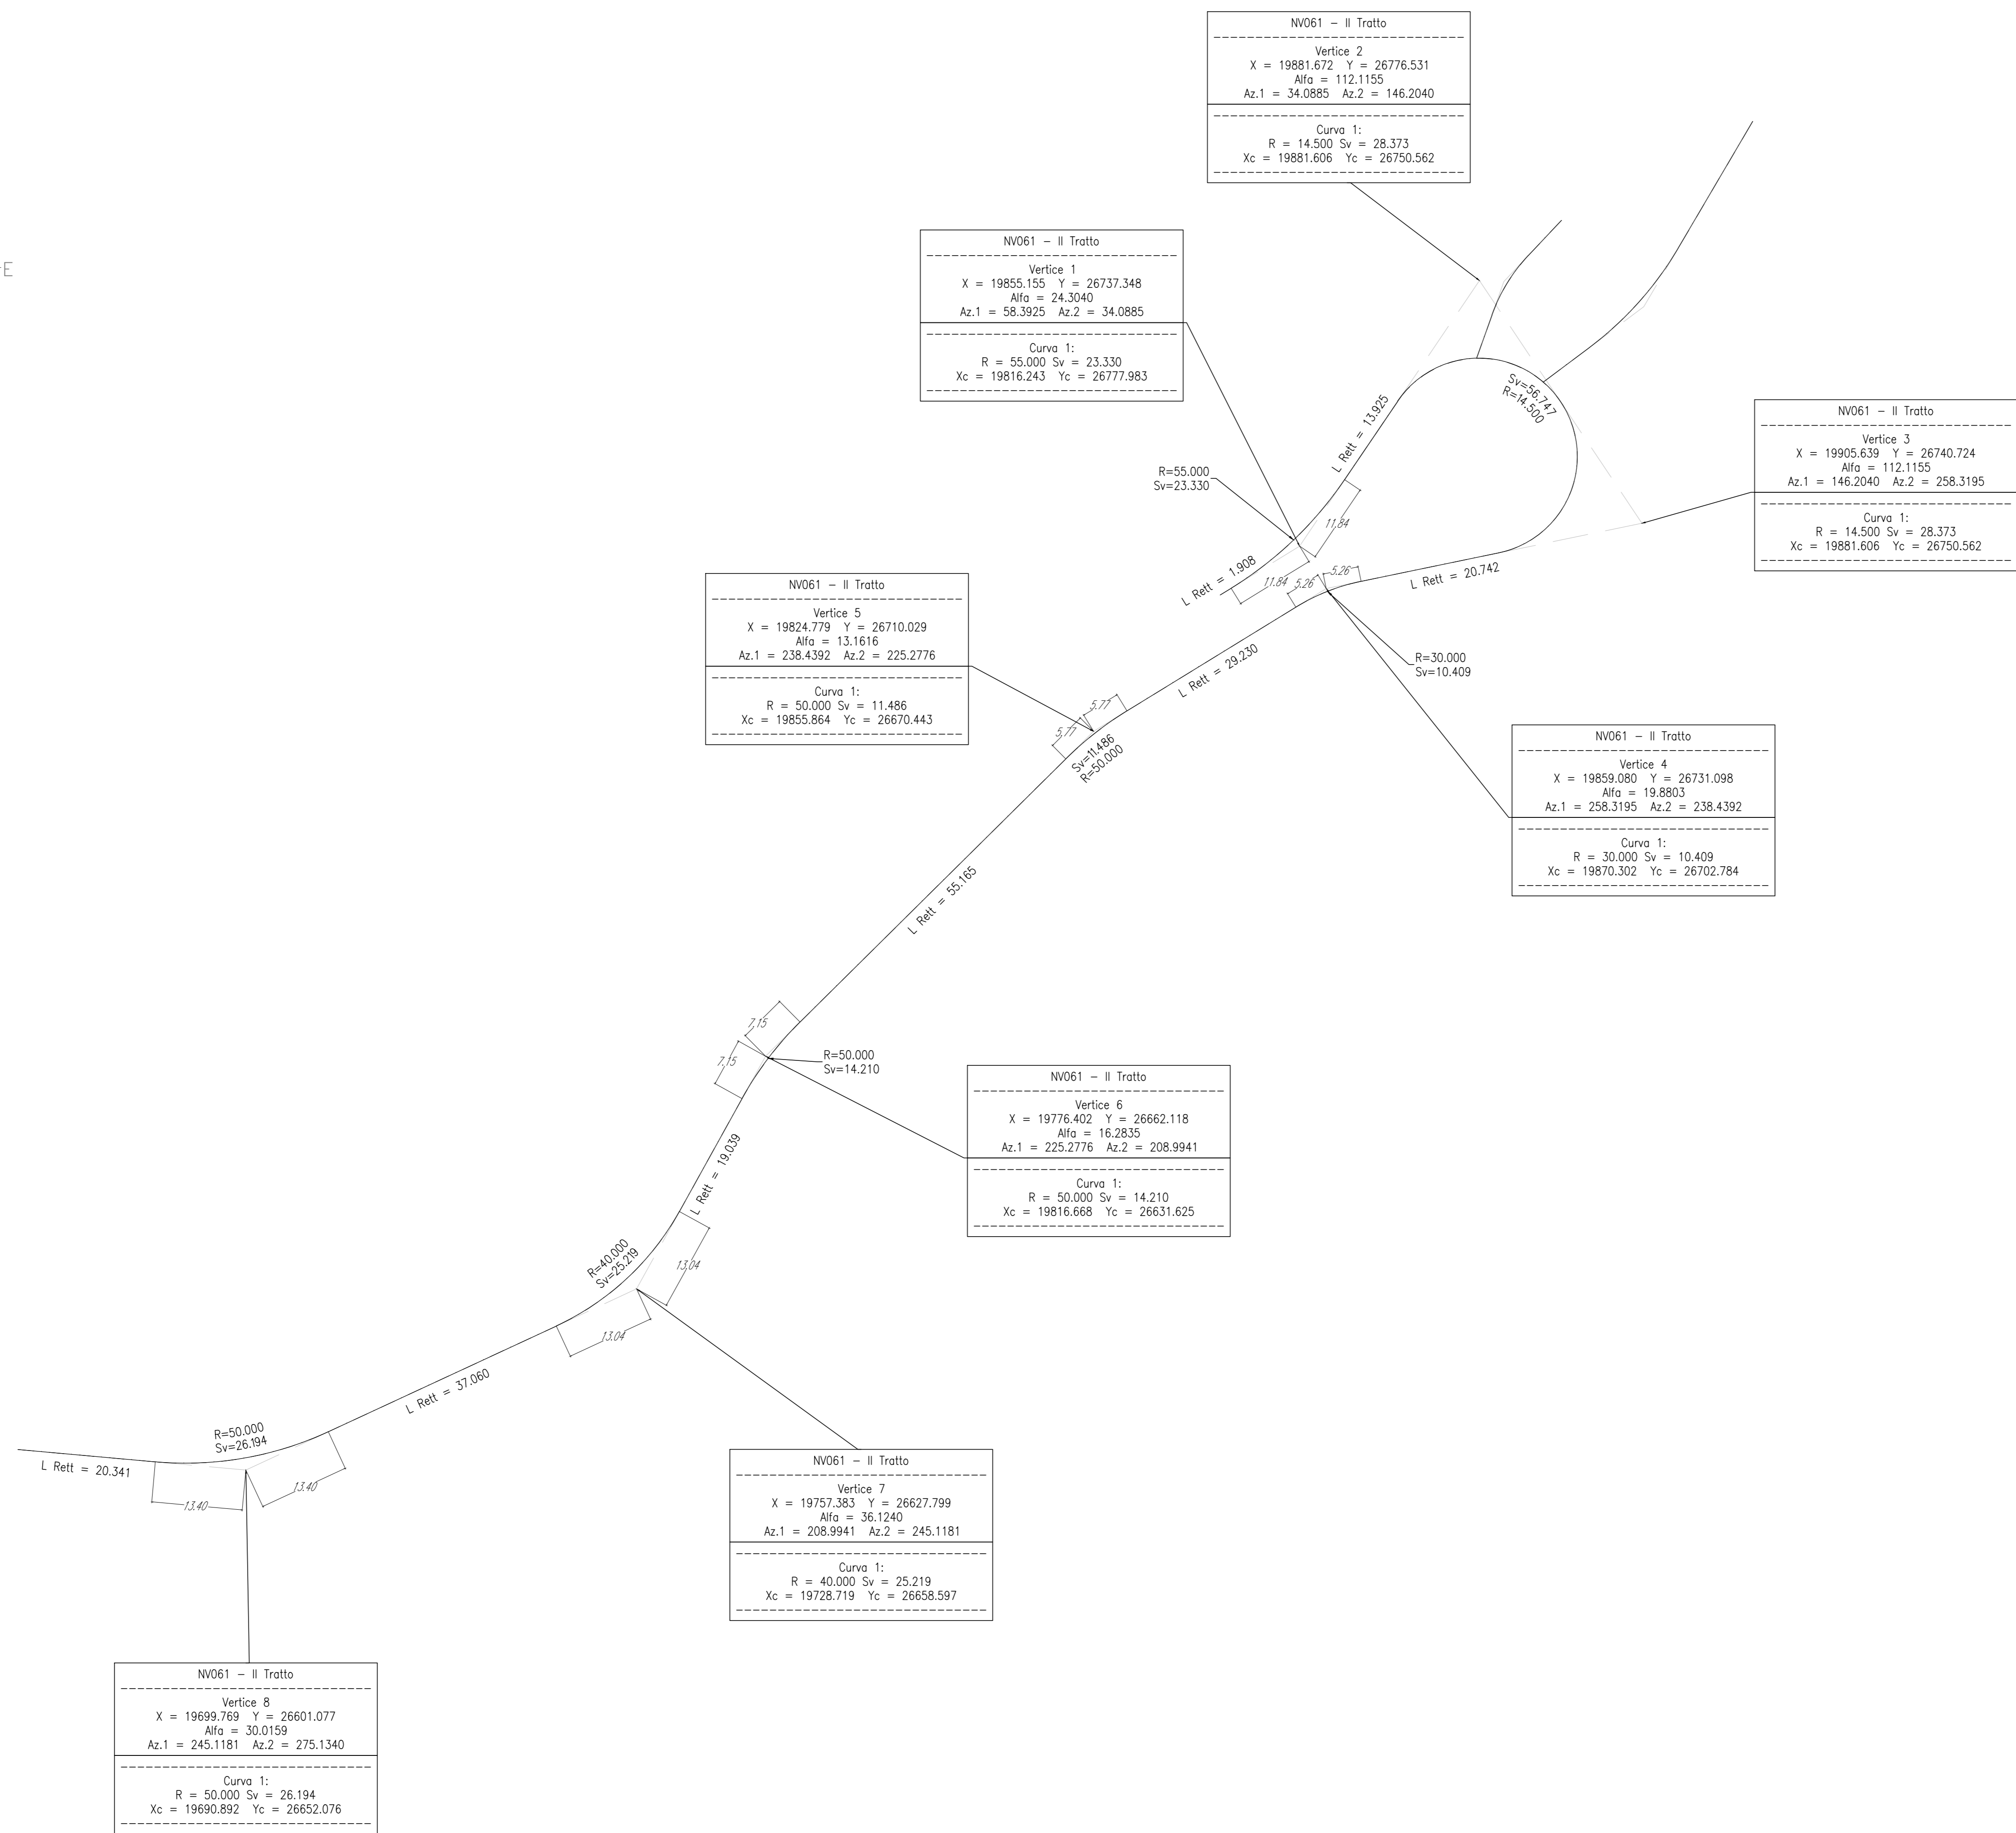 NV061 - II Tratto
Vertice 2
X = 19881.672 Y = 26776.531
Alfa = 112.1155
Az.1 = 34.0885 Az.2 = 146.2040
Curva 1:
R = 14.500 Sv = 28.373
Xc = 19881.606 Yc = 26750.562
NV061 - II Tratto
Vertice 1
X = 19855.155 Y = 26737.348
Alfa = 24.3040
Az.1 = 58.3925 Az.2 = 34.0885
Curva 1:
R = 55.000 Sv = 23.330
Xc = 19816.243 Yc = 26777.983
E
Sv=56.747
R=14.500
L Rett = 13.925
NV061 - II Tratto
Vertice 3
X = 19905.639 Y = 26740.724
Alfa = 112.1155
Az.1 = 146.2040 Az.2 = 258.3195
Curva 1:
R = 14.500 Sv = 28.373
Xc = 19881.606 Yc = 26750.562
R=55.000
Sv=23.330
11.84
L Rett = 1.908
11.84
5.26
5.26
L Rett = 20.742
NV061 - II Tratto
Vertice 5
X = 19824.779 Y = 26710.029
Alfa = 13.1616
Az.1 = 238.4392 Az.2 = 225.2776
Curva 1:
R = 50.000 Sv = 11.486
Xc = 19855.864 Yc = 26670.443
L Rett = 29.230
R=30.000
Sv=10.409
5.77
5.77
Sv=11.486
R=50.000
NV061 - II Tratto
Vertice 4
X = 19859.080 Y = 26731.098
Alfa = 19.8803
Az.1 = 258.3195 Az.2 = 238.4392
Curva 1:
R = 30.000 Sv = 10.409
Xc = 19870.302 Yc = 26702.784
L Rett = 55.165
7.15
7.15
R=50.000
Sv=14.210
NV061 - II Tratto
Vertice 6
X = 19776.402 Y = 26662.118
Alfa = 16.2835
Az.1 = 225.2776 Az.2 = 208.9941
Curva 1:
R = 50.000 Sv = 14.210
Xc = 19816.668 Yc = 26631.625
L Rett = 19.039
R=40.000
Sv=25.219
13.04
13.04
L Rett = 37.060
R=50.000
Sv=26.194
L Rett = 20.341
13.40
13.40
NV061 - II Tratto
Vertice 7
X = 19757.383 Y = 26627.799
Alfa = 36.1240
Az.1 = 208.9941 Az.2 = 245.1181
Curva 1:
R = 40.000 Sv = 25.219
Xc = 19728.719 Yc = 26658.597
NV061 - II Tratto
Vertice 8
X = 19699.769 Y = 26601.077
Alfa = 30.0159
Az.1 = 245.1181 Az.2 = 275.1340
Curva 1:
R = 50.000 Sv = 26.194
Xc = 19690.892 Yc = 26652.076